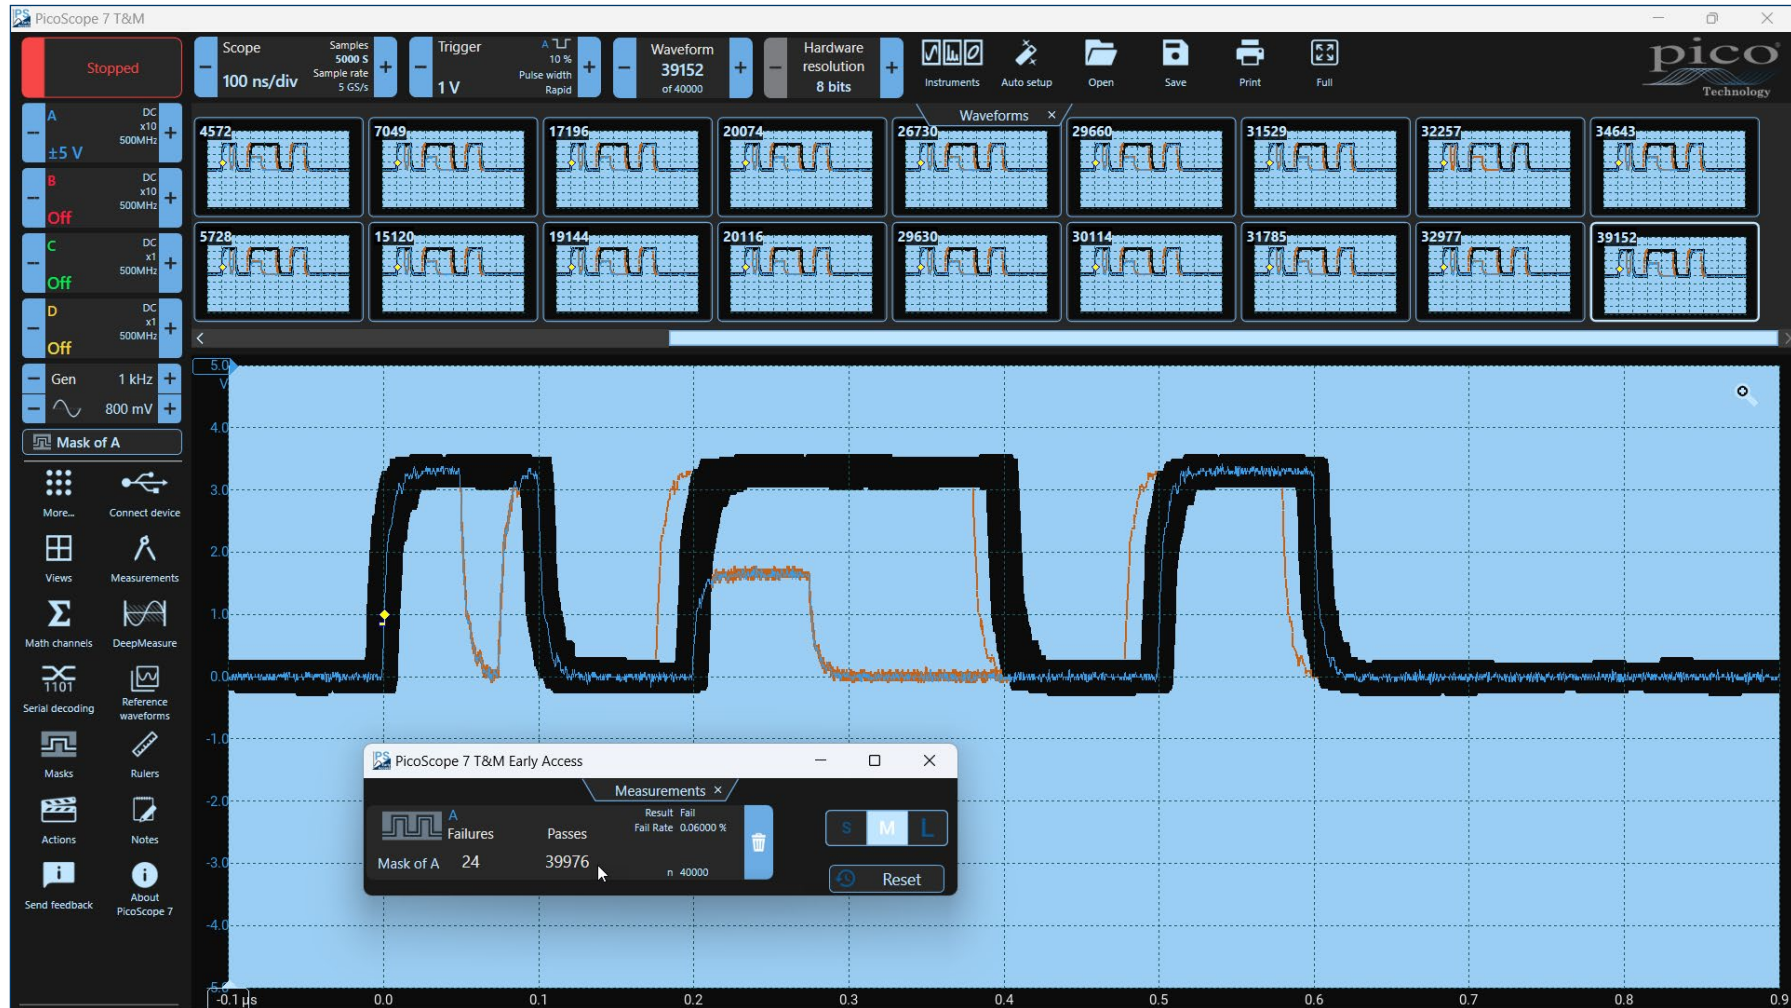 PicoScope 7 T&M
Stopped
Scope
100 ns/div
Samples
5000 S
Sample rate
5 GS/s
Trigger
1 V
A
10 %
Pulse width
Rapid
Waveform
39152
of 40000
Hardware
resolution
8 bits
Instruments
Auto setup
Open
Save
Print
Full
pico
Technology
A
DC
x10
500MHz
±5 V
B
DC
x10
500MHz
Off
C
DC
x1
500MHz
Off
D
DC
x1
500MHz
Off
Gen
1 kHz
800 mV
Mask of A
More...
Connect device
Views
Measurements
Math channels
DeepMeasure
1101
Serial decoding
Reference
waveforms
Masks
Rulers
Actions
Notes
Send feedback
About
PicoScope 7
Waveforms ×
4572
7049
17196
20074
26730
29660
31529
32257
34643
5728
15120
19144
20116
29630
30114
31785
32977
39152
5.0
V
4.0
3.0
2.0
1.0
0.0
-1.0
-2.0
-3.0
-4.0
-5.0
-0.1 µs
0.0
0.1
0.2
0.3
0.4
0.5
0.6
0.7
0.8
0.9
PicoScope 7 T&M Early Access
Measurements ×
A
Failures
Passes
Result Fail
Fail Rate 0.06000 %
Mask of A
24
39976
n 40000
S
M
L
Reset